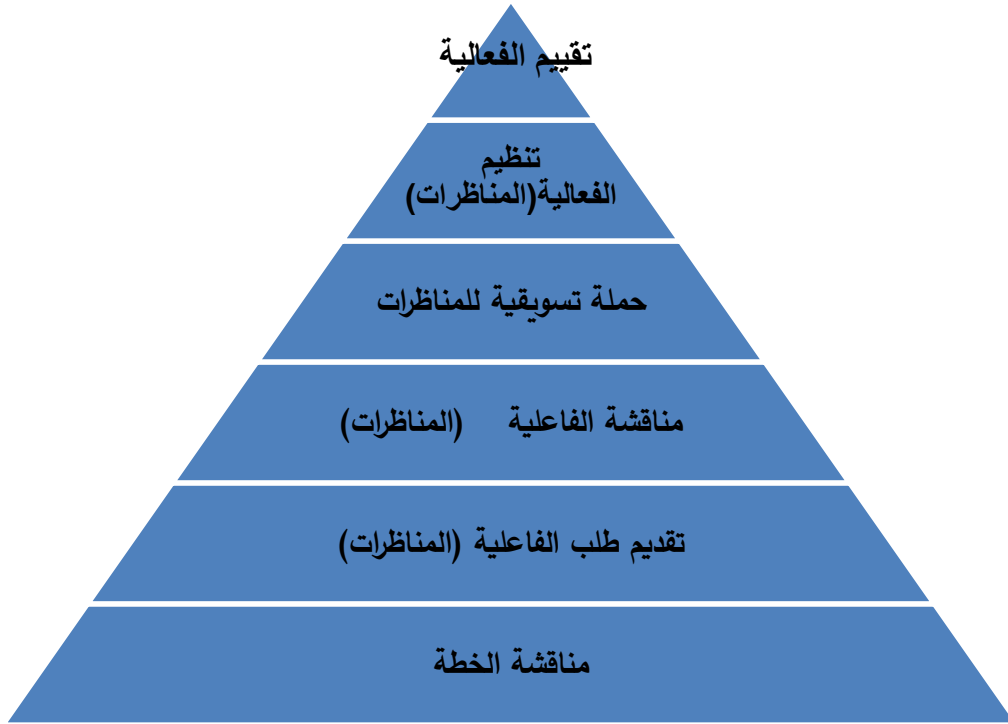 تقييم الفعالية
تنظيم
الفعالية(المناظرات)
حملة تسويقية للمناظرات
مناقشة الفاعلية (المناظرات)
تقديم طلب الفاعلية (المناظرات)
مناقشة الخطة